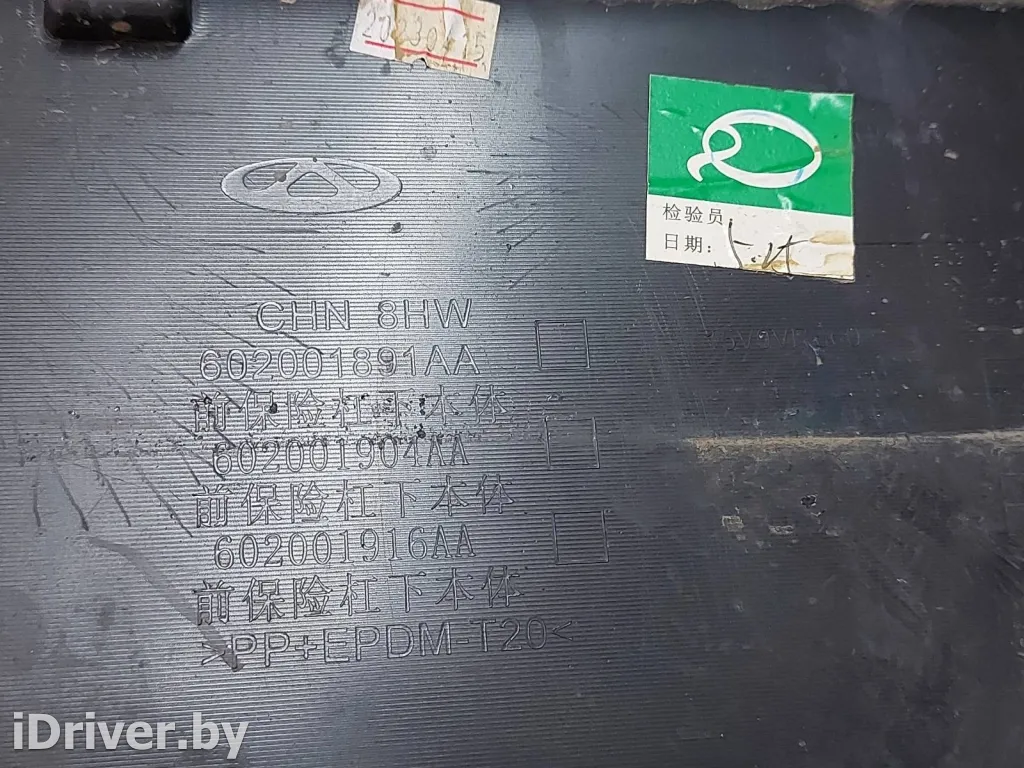 20230415
检验员
日期：
CHN 8HW
602001891AA
前保险杠下本体
602001904AA
前保险杠下本体
602001916AA
前保险杠下本体
>PP+EPDM-T20<
iDriver.by